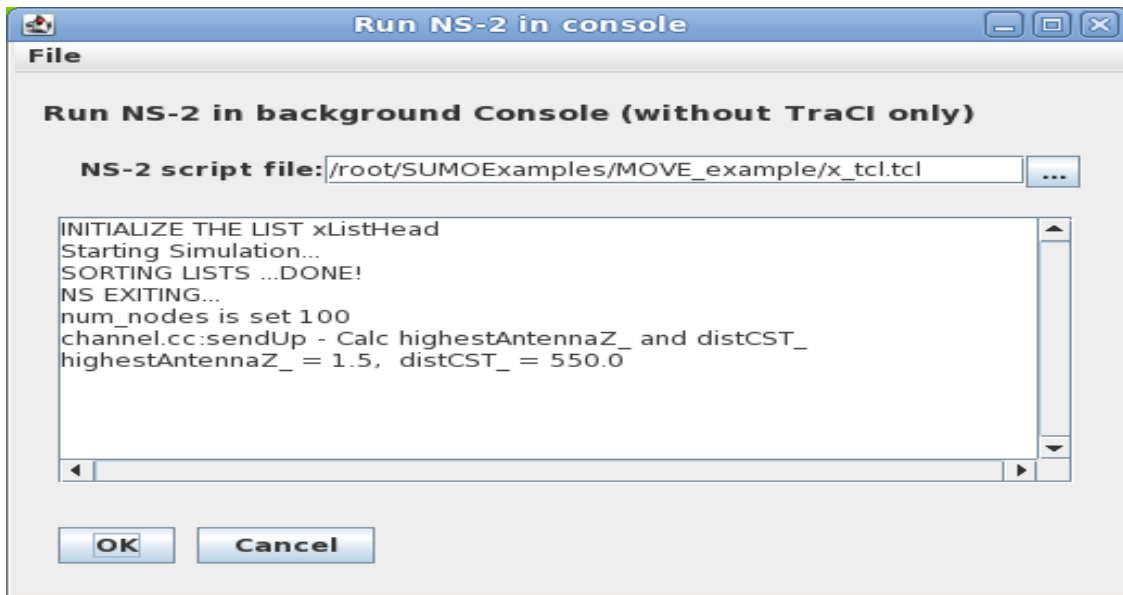 Run NS-2 in console
File
Run NS-2 in background Console (without TraCI only)
NS-2 script file: /root/SUMOExamples/MOVE_example/x_tcl.tcl ...
INITIALIZE THE LIST xListHead
Starting Simulation...
SORTING LISTS ...DONE!
NS EXITING...
num_nodes is set 100
channel.cc:sendUp - Calc highestAntennaZ_ and distCST_
highestAntennaZ_ = 1.5,  distCST_ = 550.0
OK Cancel